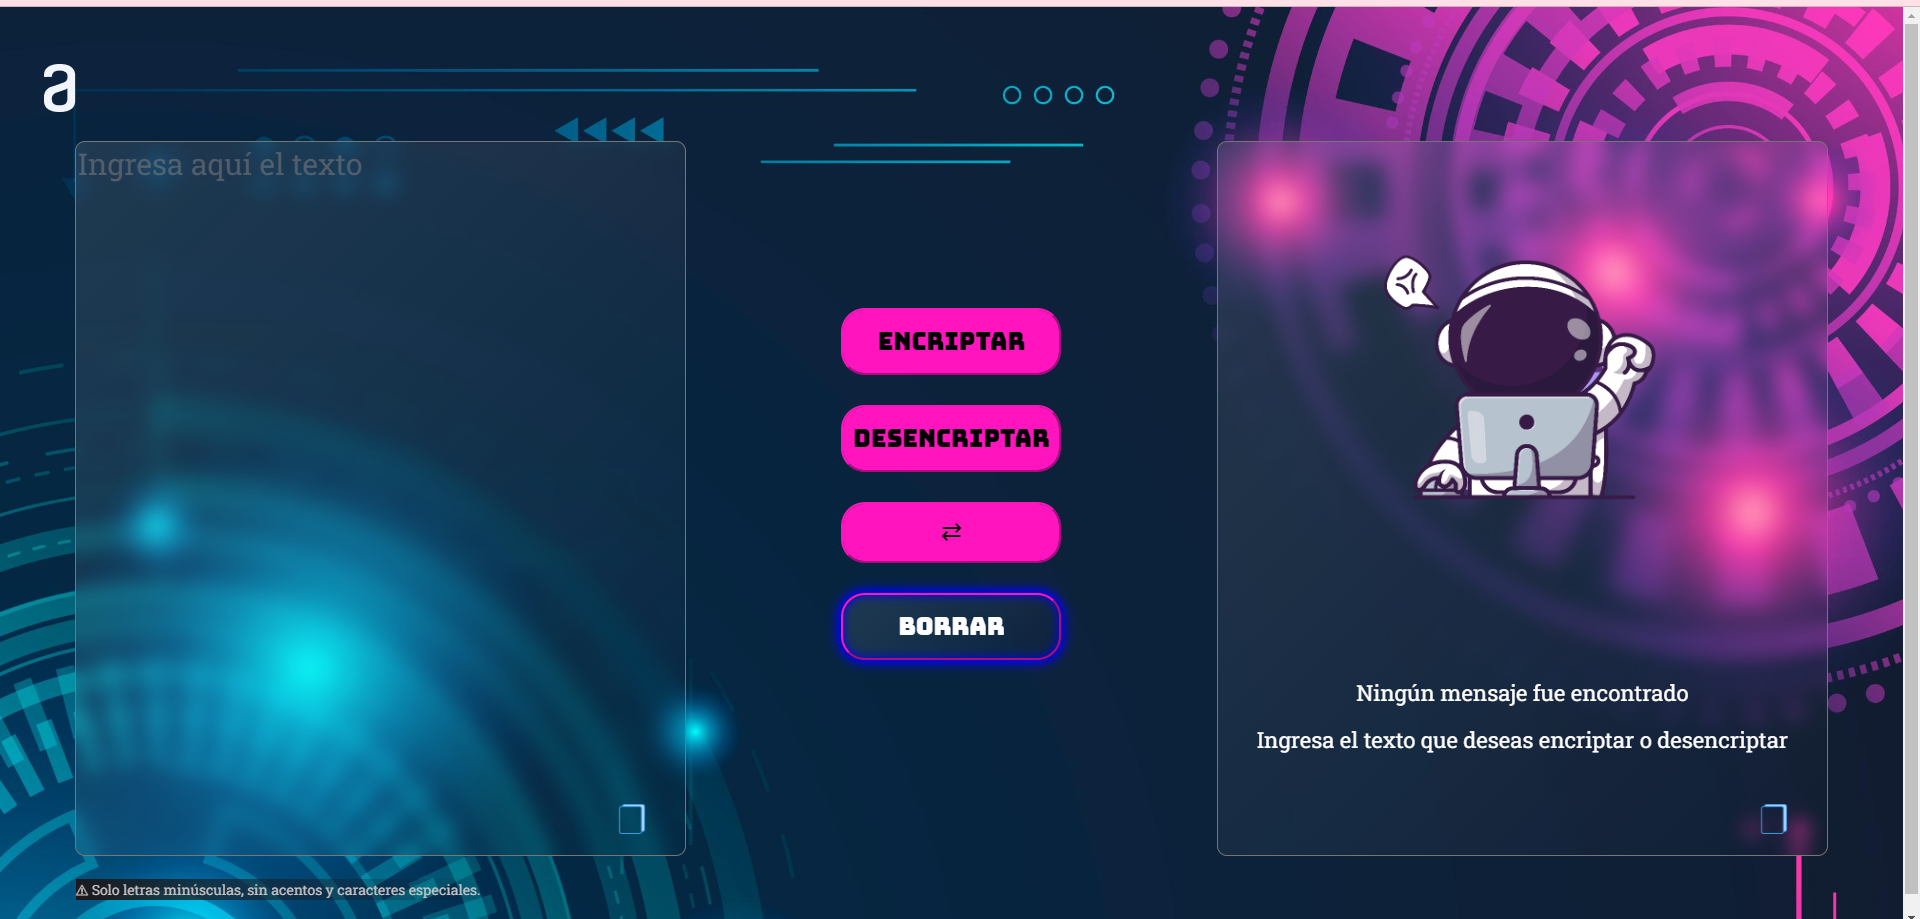 a
Ingresa aquí el texto
ENCRIPTAR
DESENCRIPTAR
⇄
BORRAR
Ningún mensaje fue encontrado
Ingresa el texto que deseas encriptar o desencriptar
⚠ Solo letras minúsculas, sin acentos y caracteres especiales.